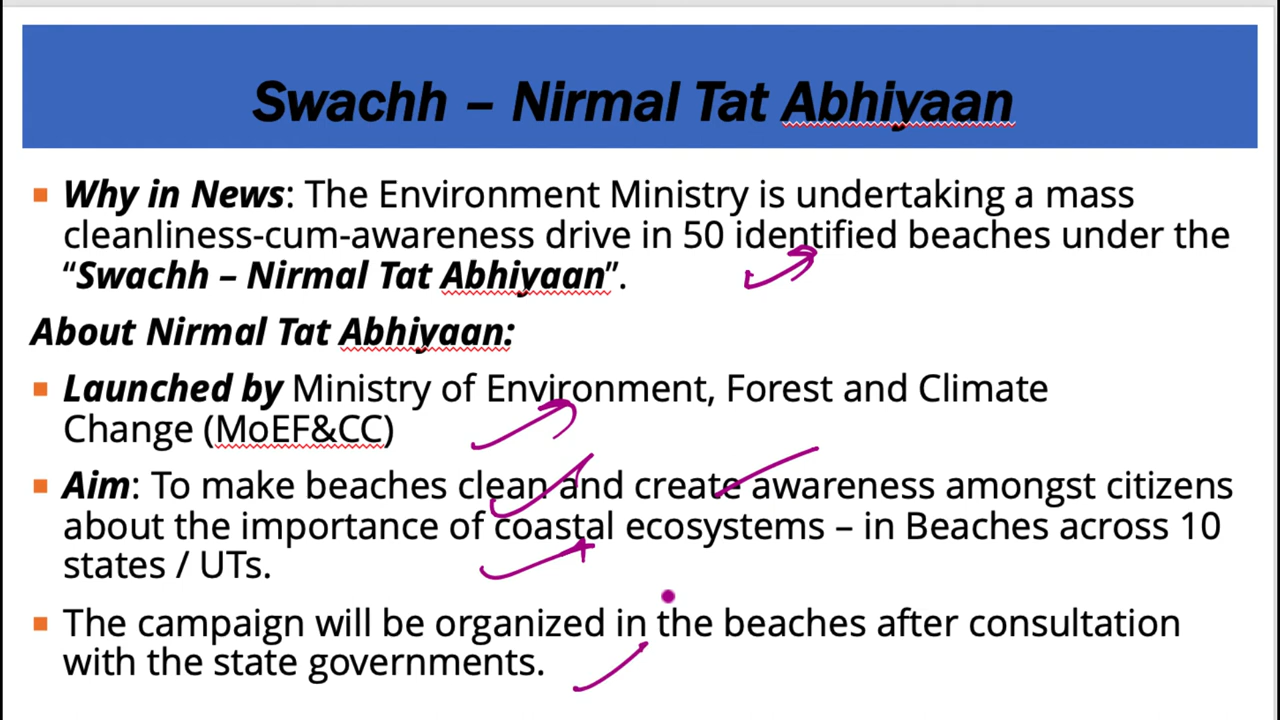 Swachh – Nirmal Tat Abhiyaan
Why in News: The Environment Ministry is undertaking a mass
cleanliness-cum-awareness drive in 50 identified beaches under the
“Swachh – Nirmal Tat Abhiyaan”.
About Nirmal Tat Abhiyaan:
Launched by Ministry of Environment, Forest and Climate
Change (MoEF&CC)
Aim: To make beaches clean and create awareness amongst citizens
about the importance of coastal ecosystems – in Beaches across 10
states / UTs.
The campaign will be organized in the beaches after consultation
with the state governments.